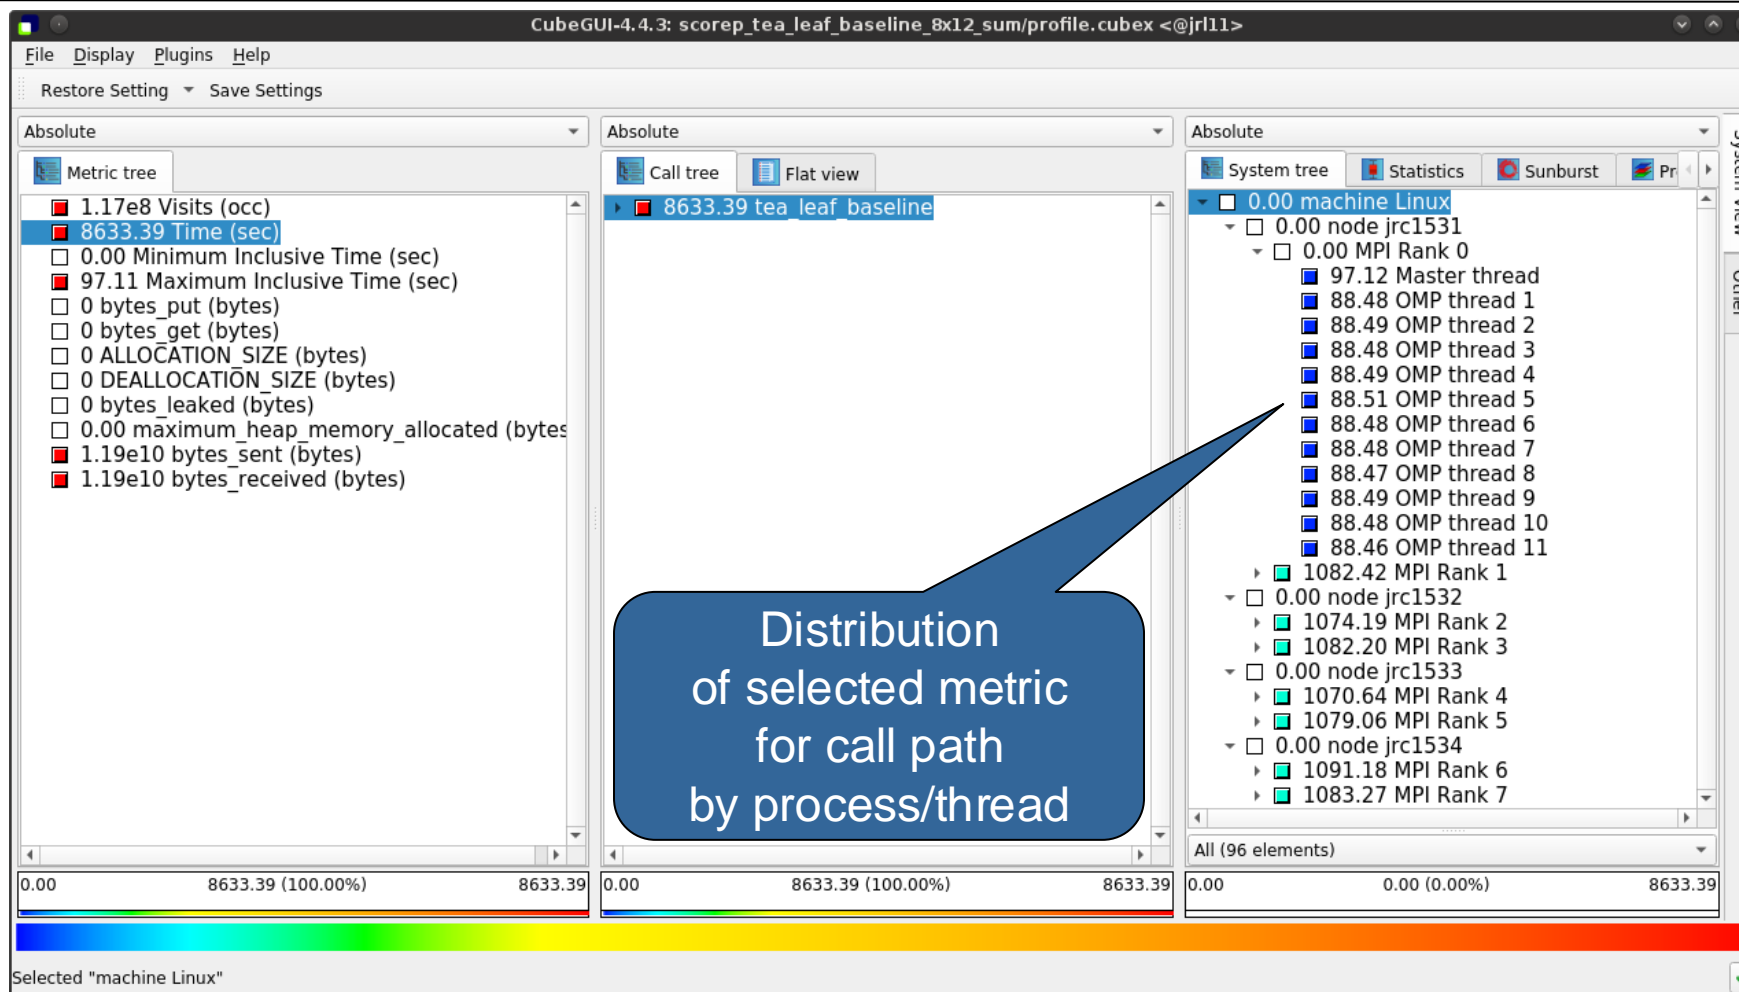 CubeGUI-4.4.3: scorep_tea_leaf_baseline_8x12_sum/profile.cubex <@jrl11>
File Display Plugins Help
Restore Setting Save Settings
Absolute
Metric tree
1.17e8 Visits (occ)
8633.39 Time (sec)
0.00 Minimum Inclusive Time (sec)
97.11 Maximum Inclusive Time (sec)
0 bytes_put (bytes)
0 bytes_get (bytes)
0 ALLOCATION_SIZE (bytes)
0 DEALLOCATION_SIZE (bytes)
0 bytes_leaked (bytes)
0.00 maximum_heap_memory_allocated (bytes
1.19e10 bytes_sent (bytes)
1.19e10 bytes_received (bytes)
0.00 8633.39 (100.00%) 8633.39
Absolute
Call tree Flat view
8633.39 tea_leaf_baseline
Distribution
of selected metric
for call path
by process/thread
0.00 8633.39 (100.00%) 8633.39
Absolute
System tree Statistics Sunburst Pr
0.00 machine Linux
0.00 node jrc1531
0.00 MPI Rank 0
97.12 Master thread
88.48 OMP thread 1
88.49 OMP thread 2
88.48 OMP thread 3
88.49 OMP thread 4
88.51 OMP thread 5
88.48 OMP thread 6
88.48 OMP thread 7
88.47 OMP thread 8
88.49 OMP thread 9
88.48 OMP thread 10
88.46 OMP thread 11
1082.42 MPI Rank 1
0.00 node jrc1532
1074.19 MPI Rank 2
1082.20 MPI Rank 3
0.00 node jrc1533
1070.64 MPI Rank 4
1079.06 MPI Rank 5
0.00 node jrc1534
1091.18 MPI Rank 6
1083.27 MPI Rank 7
All (96 elements)
0.00 0.00 (0.00%) 8633.39
Selected "machine Linux"